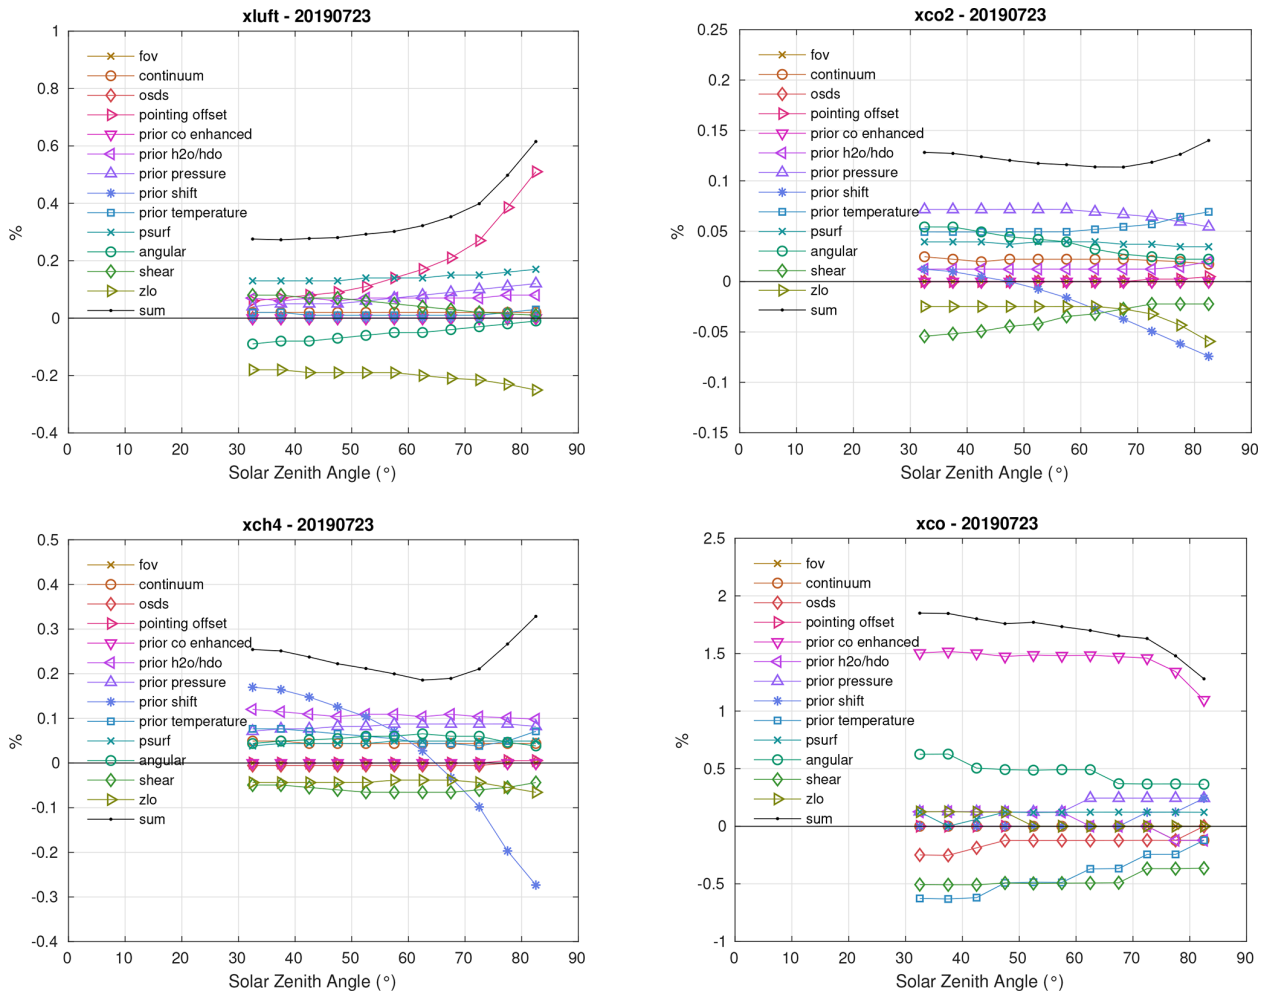 xluft - 20190723
1
0.8
0.6
0.4
0.2
0
-0.2
-0.4
%
fov
continuum
osds
pointing offset
prior co enhanced
prior h2o/hdo
prior pressure
prior shift
prior temperature
psurf
angular
shear
zlo
sum
0 10 20 30 40 50 60 70 80 90
Solar Zenith Angle (°)
xco2 - 20190723
0.25
0.2
0.15
0.1
0.05
0
-0.05
-0.1
-0.15
%
fov
continuum
osds
pointing offset
prior co enhanced
prior h2o/hdo
prior pressure
prior shift
prior temperature
psurf
angular
shear
zlo
sum
0 10 20 30 40 50 60 70 80 90
Solar Zenith Angle (°)
xch4 - 20190723
0.5
0.4
0.3
0.2
0.1
0
-0.1
-0.2
-0.3
-0.4
%
fov
continuum
osds
pointing offset
prior co enhanced
prior h2o/hdo
prior pressure
prior shift
prior temperature
psurf
angular
shear
zlo
sum
0 10 20 30 40 50 60 70 80 90
Solar Zenith Angle (°)
xco - 20190723
2.5
2
1.5
1
0.5
0
-0.5
-1
%
fov
continuum
osds
pointing offset
prior co enhanced
prior h2o/hdo
prior pressure
prior shift
prior temperature
psurf
angular
shear
zlo
sum
0 10 20 30 40 50 60 70 80 90
Solar Zenith Angle (°)